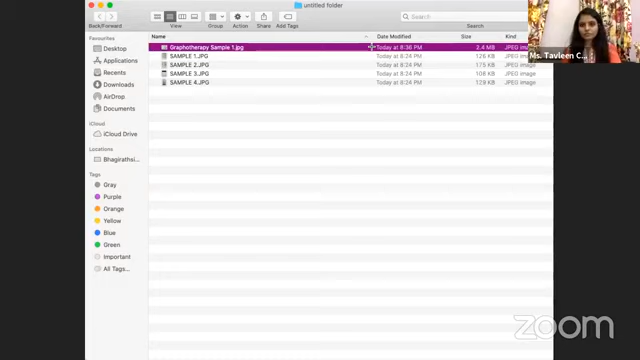 untitled folder
Back/Forward
View
Group
Action
Share
Add Tags
Search
Search
Ms. Tavleen C...
Favourites
Desktop
Applications
Recents
Downloads
AirDrop
Documents
iCloud
iCloud Drive
Locations
Bhagirathsi...
Tags
Gray
Purple
Orange
Yellow
Blue
Green
Important
All Tags...
Name Date Modified Size Kind
Graphotherapy Sample 1.jpg Today at 8:36 PM 2.4 MB JPEG ima
SAMPLE 1.JPG Today at 8:24 PM 126 KB JPEG image
SAMPLE 2.JPG Today at 8:24 PM 175 KB JPEG image
SAMPLE 3.JPG Today at 8:24 PM 108 KB JPEG image
SAMPLE 4.JPG Today at 8:24 PM 129 KB JPEG image
zoom